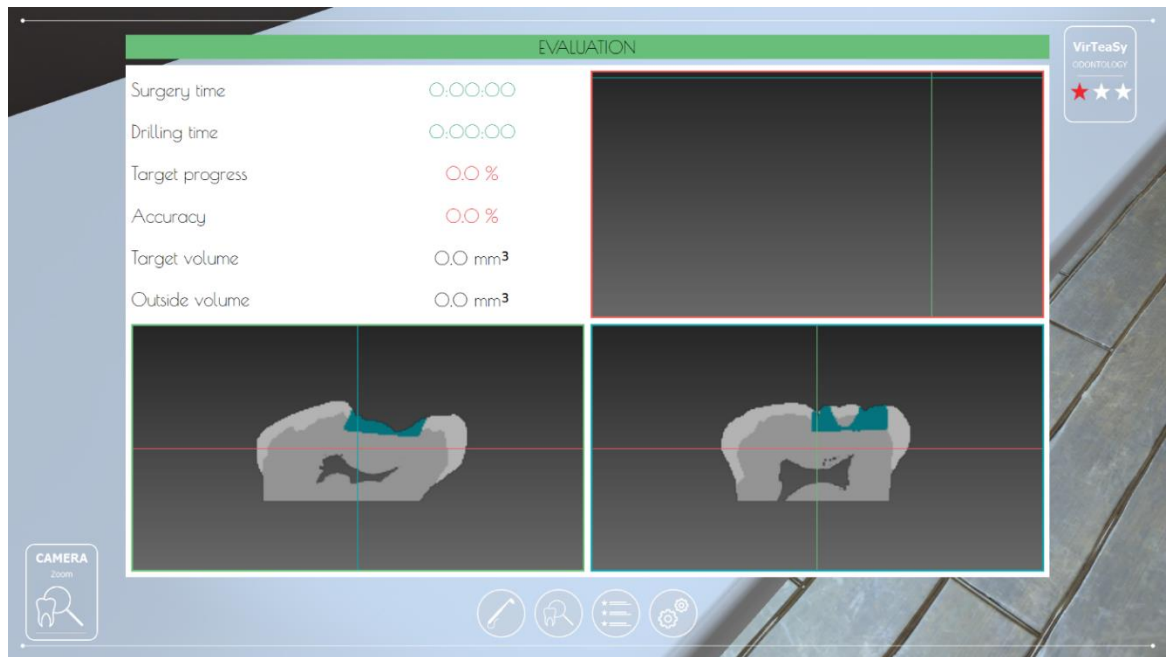 EVALUATION
VirTeaSy
ODONTOLOGY
Surgery time 0:00:00
Drilling time 0:00:00
Target progress 0.0 %
Accuracy 0.0 %
Target volume 0.0 mm³
Outside volume 0.0 mm³
CAMERA
Zoom